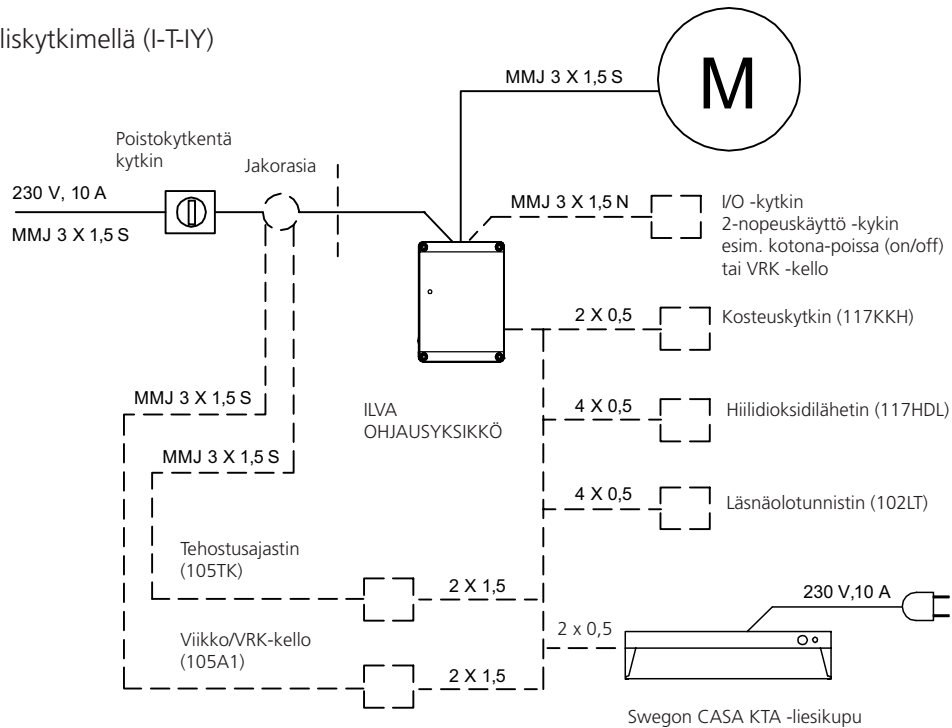 liskytkimellä (I-T-IY)
MMJ 3 X 1,5 S
M
Poistokytkentä
kytkin
Jakorasia
230 V, 10 A
MMJ 3 X 1,5 S
MMJ 3 X 1,5 N
I/O -kytkin
2-nopeuskäyttö -kykin
esim. kotona-poissa (on/off)
tai VRK -kello
2 X 0,5
Kosteuskytkin (117KKH)
MMJ 3 X 1,5 S
ILVA
OHJAUSYKSIKKÖ
4 X 0,5
Hiilidioksidilähetin (117HDL)
MMJ 3 X 1,5 S
4 X 0,5
Läsnäolotunnistin (102LT)
Tehostusajastin
(105TK)
2 X 1,5
230 V,10 A
Viikko/VRK-kello
(105A1)
2 x 0,5
2 X 1,5
Swegon CASA KTA -liesikupu